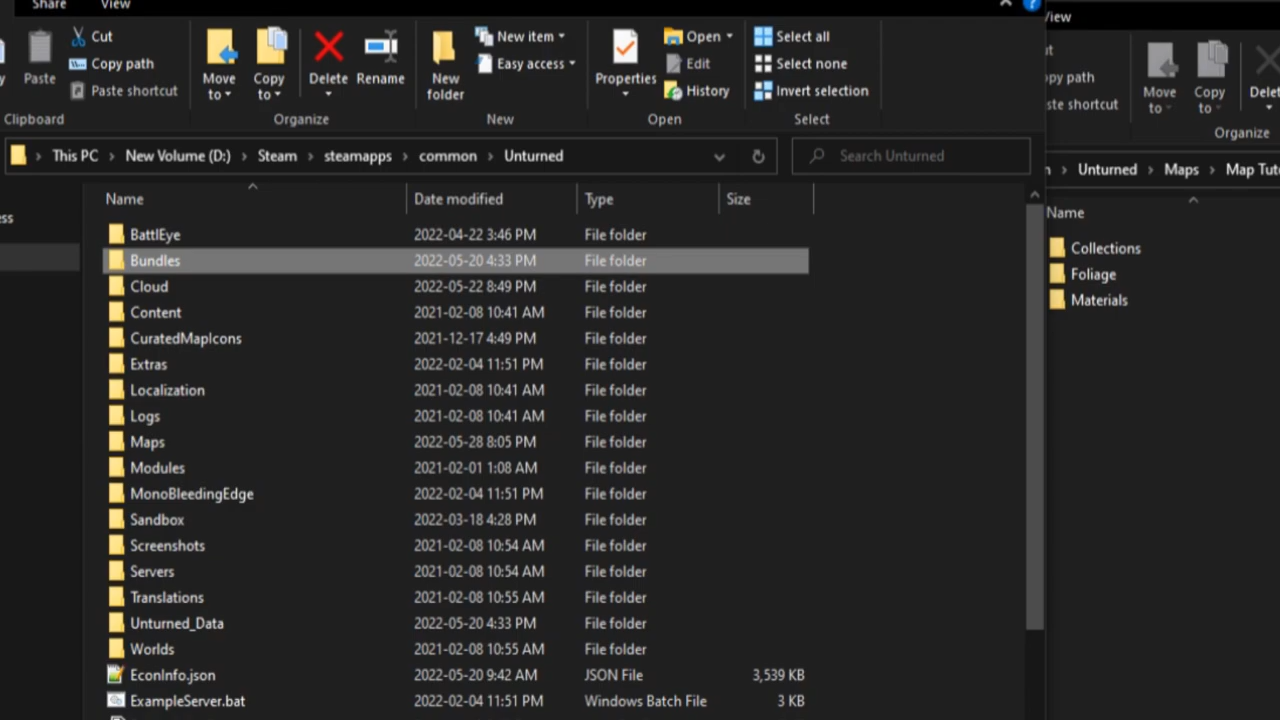 Share View
Cut
Copy path
Paste shortcut
Paste
Clipboard
Move to
Copy to
Delete
Rename
Organize
New folder
New item
Easy access
New
Properties
Open
Edit
History
Open
Select all
Select none
Invert selection
Select
This PC > New Volume (D:) > Steam > steamapps > common > Unturned
Search Unturned
Name Date modified Type Size
BattlEye 2022-04-22 3:46 PM File folder
Bundles 2022-05-20 4:33 PM File folder
Cloud 2022-05-22 8:49 PM File folder
Content 2021-02-08 10:41 AM File folder
CuratedMapIcons 2021-12-17 4:49 PM File folder
Extras 2022-02-04 11:51 PM File folder
Localization 2021-02-08 10:41 AM File folder
Logs 2021-02-08 10:41 AM File folder
Maps 2022-05-28 8:05 PM File folder
Modules 2021-02-01 1:08 AM File folder
MonoBleedingEdge 2022-02-04 11:51 PM File folder
Sandbox 2022-03-18 4:28 PM File folder
Screenshots 2021-02-08 10:54 AM File folder
Servers 2021-02-08 10:54 AM File folder
Translations 2021-02-08 10:55 AM File folder
Unturned_Data 2022-05-20 4:33 PM File folder
Worlds 2021-02-08 10:55 AM File folder
EconInfo.json 2022-05-20 9:42 AM JSON File 3,539 KB
ExampleServer.bat 2022-02-04 11:51 PM Windows Batch File 3 KB
View
opy path
ste shortcut
Move to
Copy to
Delet
Organize
Unturned > Maps > Map Tut
Name
Collections
Foliage
Materials